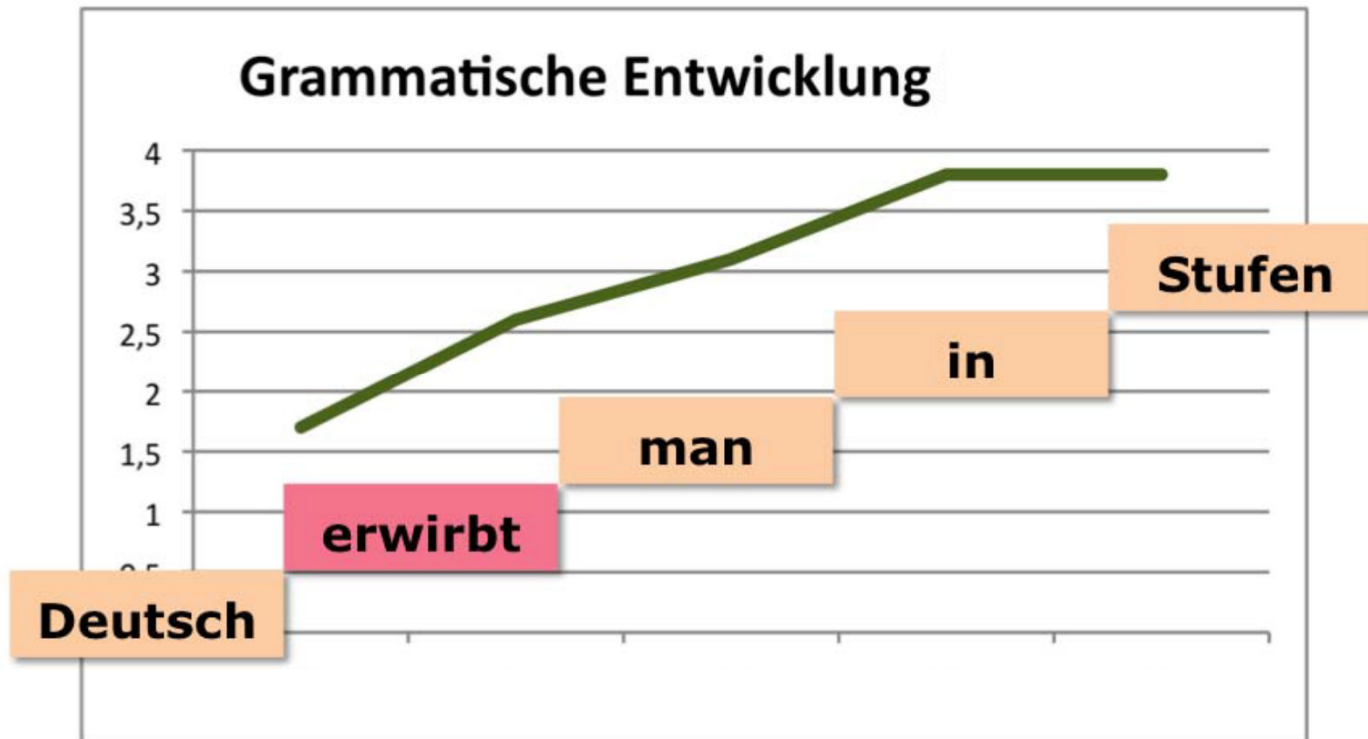 Grammatische Entwicklung
4
3,5
3
2,5
2
1,5
1
Stufen
in
man
erwirbt
Deutsch